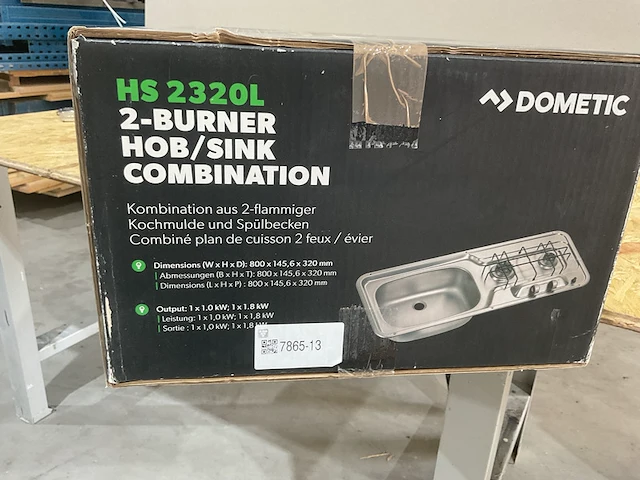 HS 2320L
2-BURNER
HOB/SINK
COMBINATION
DOMETIC
Kombination aus 2-flammiger
Kochmulde und Spülbecken
Combiné plan de cuisson 2 feux / évier
Dimensions (W x H x D): 800 x 145,6 x 320 mm
Abmessungen (B x H x T): 800 x 145,6 x 320 mm
Dimensions (L x H x P) : 800 x 145,6 x 320 mm
Output: 1 x 1.0 kW; 1 x 1.8 kW
Leistung: 1 x 1,0 kW; 1 x 1,8 kW
Sortie : 1 x 1,0 kW; 1 x 1,8
7865-13